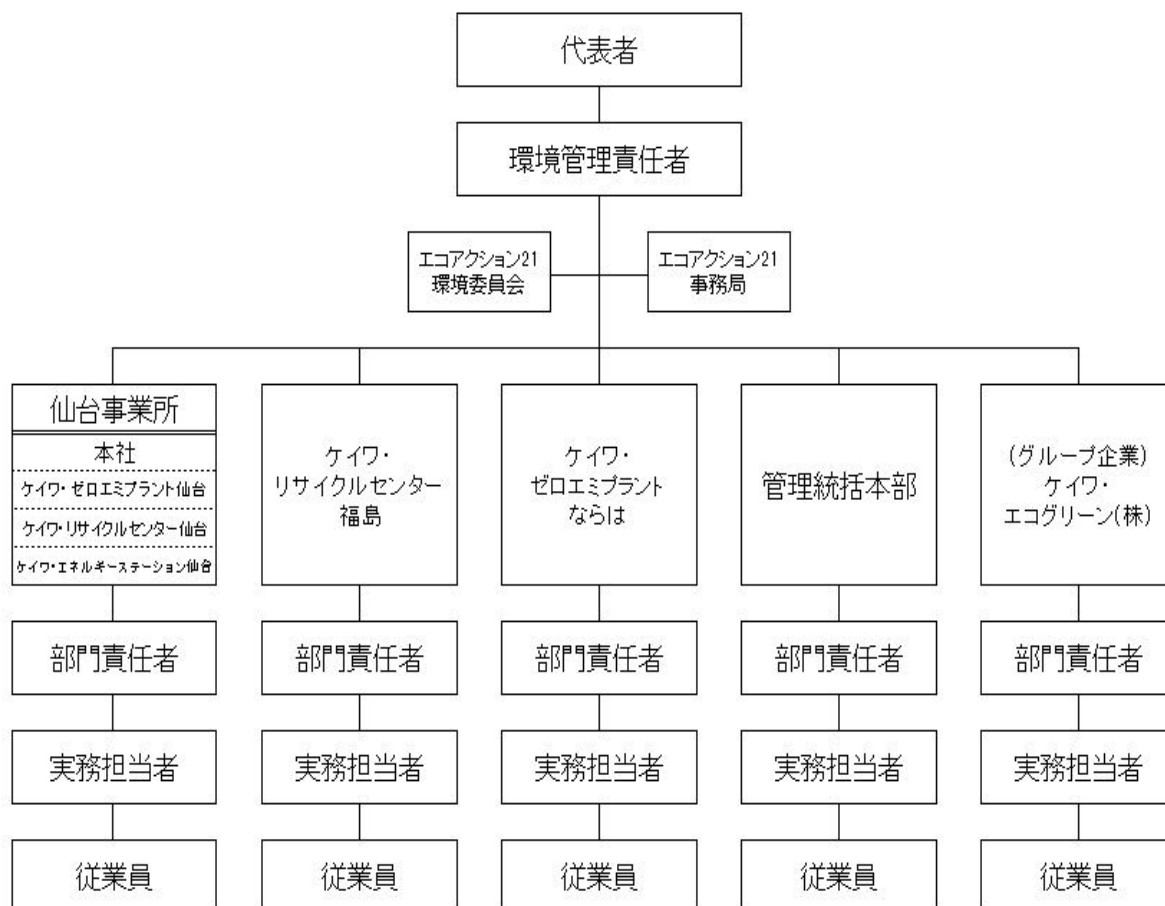 代表者
環境管理責任者
エコアクション21
環境委員会
エコアクション21
事務局
仙台事業所
本社
ケイワ・ゼロエミプラント仙台
ケイワ・リサイクルセンター仙台
ケイワ・エネルギーステーション仙台
ケイワ・
リサイクルセンター
福島
ケイワ・
ゼロエミプラント
ならは
管理統括本部
(グループ企業)
ケイワ・
エコグリーン(株)
部門責任者
部門責任者
部門責任者
部門責任者
部門責任者
実務担当者
実務担当者
実務担当者
実務担当者
実務担当者
従業員
従業員
従業員
従業員
従業員